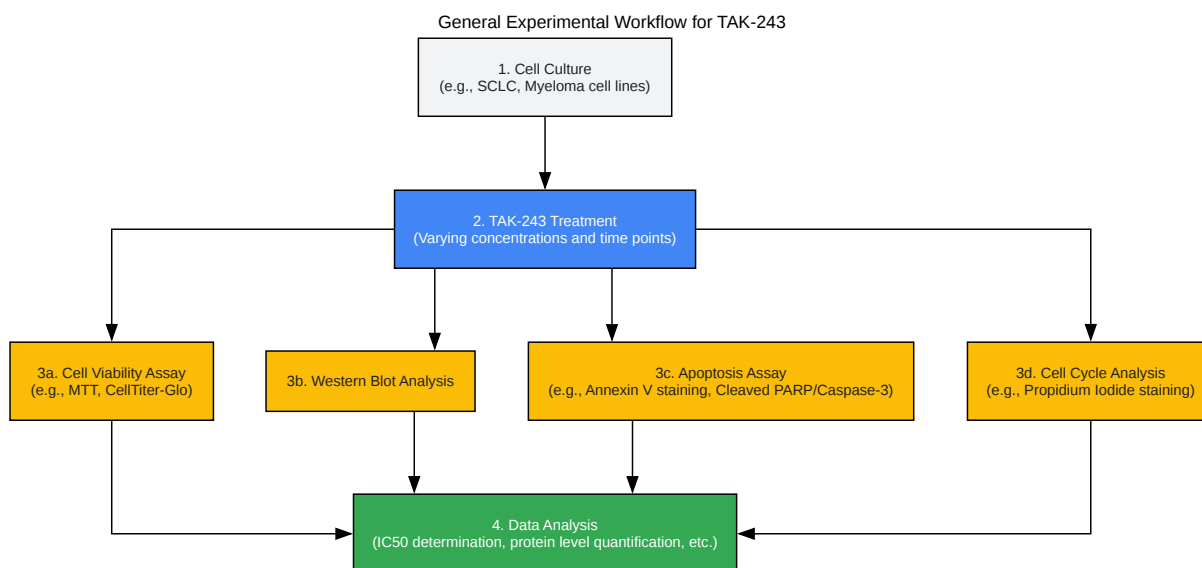 General Experimental Workflow for TAK-243
1. Cell Culture
(e.g., SCLC, Myeloma cell lines)
2. TAK-243 Treatment
(Varying concentrations and time points)
3a. Cell Viability Assay
(e.g., MTT, CellTiter-Glo)
3b. Western Blot Analysis
3c. Apoptosis Assay
(e.g., Annexin V staining, Cleaved PARP/Caspase-3)
3d. Cell Cycle Analysis
(e.g., Propidium Iodide staining)
4. Data Analysis
(IC50 determination, protein level quantification, etc.)